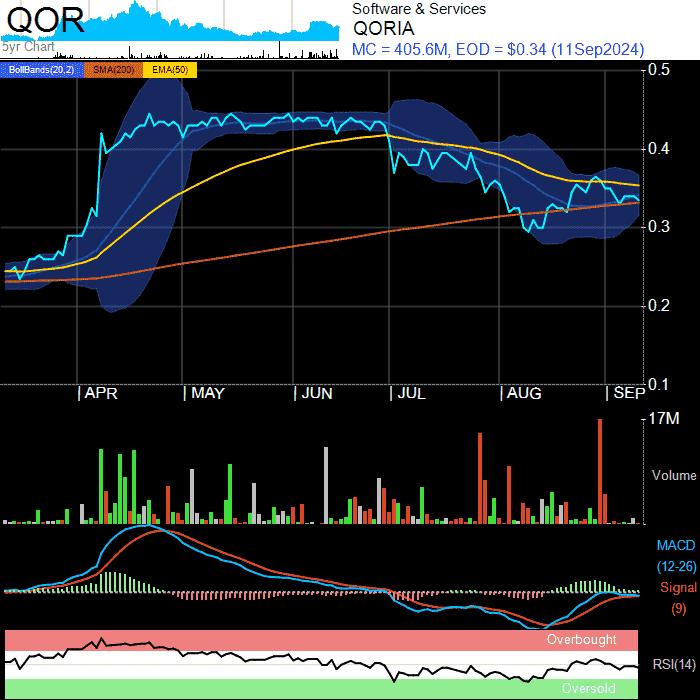 QOR
Software & Services
QORIA
5yr Chart
MC = 405.6M, EOD = $0.34 (11Sep2024)
BollBands(20,2) SMA(200) EMA(50)
0.5
0.4
0.3
0.2
0.1
| APR | MAY | JUN | JUL | AUG | SEP
17M
Volume
MACD
(12-26)
Signal
(9)
Overbought
RSI(14)
Oversold